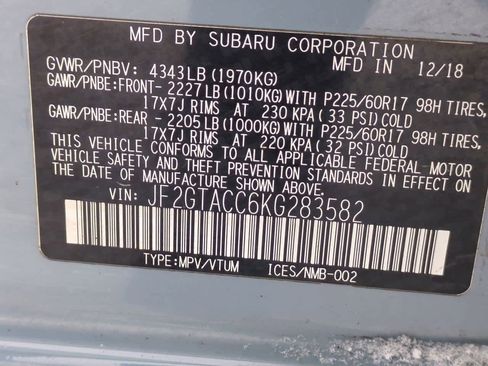 MFD BY SUBARU CORPORATION
GVWR/PNBV: 4343LB(1970KG) IN 12/18
GAWR/PNBE:FRONT- 2227LB(1010KG)WITH P225/60R17 98H TIRES,
17X7J RIMS AT 230 KPA( 33 PSI)COLD
GAWR/PNBE:REAR - 2205LB(1000KG)WITH P225/60R17 98H TIRES,
17X7J RIMS AT 220 KPA( 32 PSI)COLD
THIS VEHICLE CONFORMS TO ALL APPLICABLE FEDERAL MOTOR
VEHICLE SAFETY AND THEFT PREVENTION STANDARDS IN EFFECT ON
THE DATE OF MANUFACTURE SHOWN ABOVE.
VIN: JF2GTACC6KG283582
TYPE:MPV/VTUM ICES/NMB-002